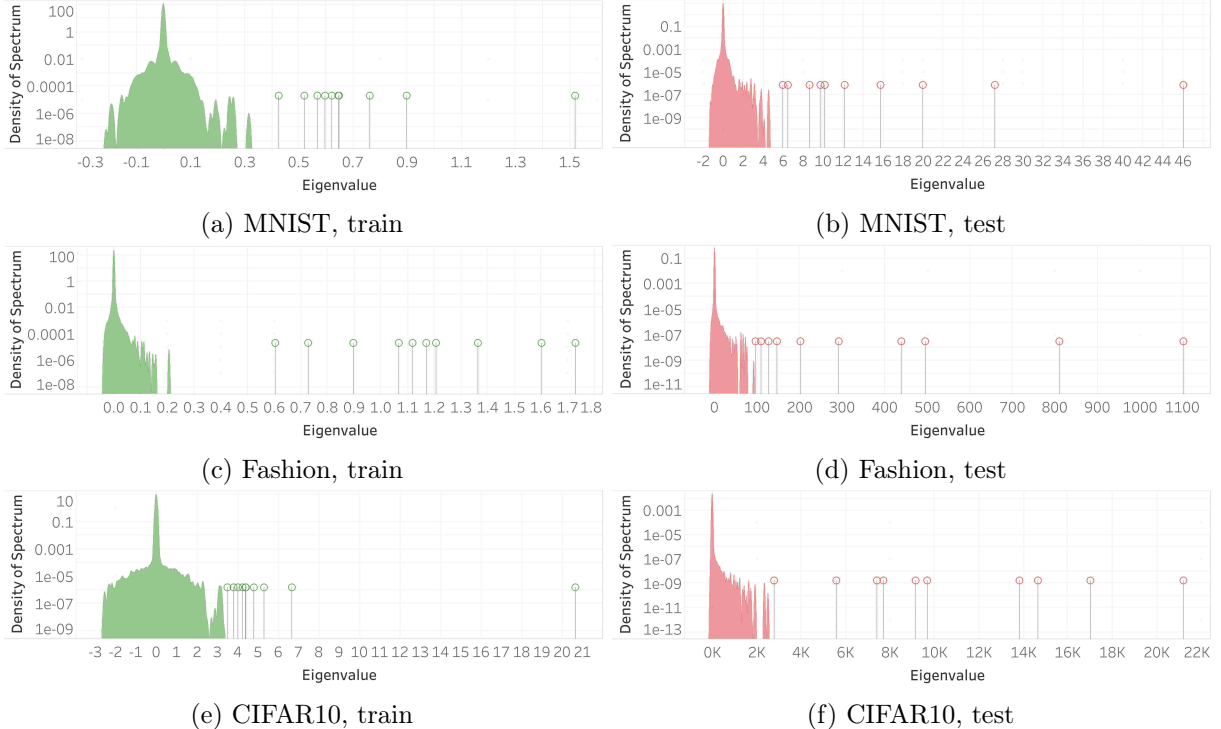 Density of Spectrum
100
1
0.01
0.0001
1e-06
1e-08
-0.3 -0.1 0.1 0.3 0.5 0.7 0.9 1.1 1.3 1.5
Eigenvalue
(a) MNIST, train
Density of Spectrum
0.1
0.001
1e-05
1e-07
1e-09
-2 0 2 4 6 8 10 12 14 16 18 20 22 24 26 28 30 32 34 36 38 40 42 44 46
Eigenvalue
(b) MNIST, test
Density of Spectrum
100
1
0.01
0.0001
1e-06
1e-08
0.0 0.1 0.2 0.3 0.4 0.5 0.6 0.7 0.8 0.9 1.0 1.1 1.2 1.3 1.4 1.5 1.6 1.7 1.8
Eigenvalue
(c) Fashion, train
Density of Spectrum
0.1
0.001
1e-05
1e-07
1e-09
1e-11
0 100 200 300 400 500 600 700 800 900 1000 1100
Eigenvalue
(d) Fashion, test
Density of Spectrum
10
0.1
0.001
1e-05
1e-07
1e-09
-3 -2 -1 0 1 2 3 4 5 6 7 8 9 10 11 12 13 14 15 16 17 18 19 20 21
Eigenvalue
(e) CIFAR10, train
Density of Spectrum
0.001
1e-05
1e-07
1e-09
1e-11
1e-13
0K 2K 4K 6K 8K 10K 12K 14K 16K 18K 20K 22K
Eigenvalue
(f) CIFAR10, test